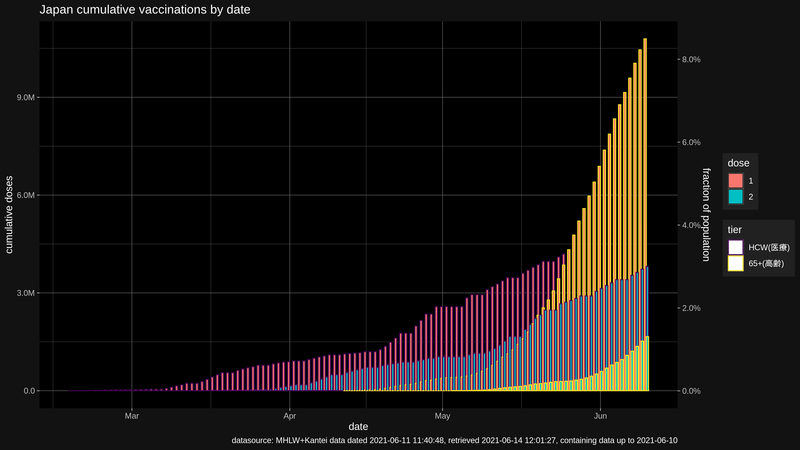 Japan cumulative vaccinations by date
cumulative doses
9.0M
6.0M
3.0M
0.0
8.0%
6.0%
4.0%
2.0%
0.0%
fraction of population
Mar
Apr
May
Jun
date
dose
1
2
tier
HCW(医療)
65+(高齢)
datasource: MHLW+Kantei data dated 2021-06-11 11:40:48, retrieved 2021-06-14 12:01:27, containing data up to 2021-06-10